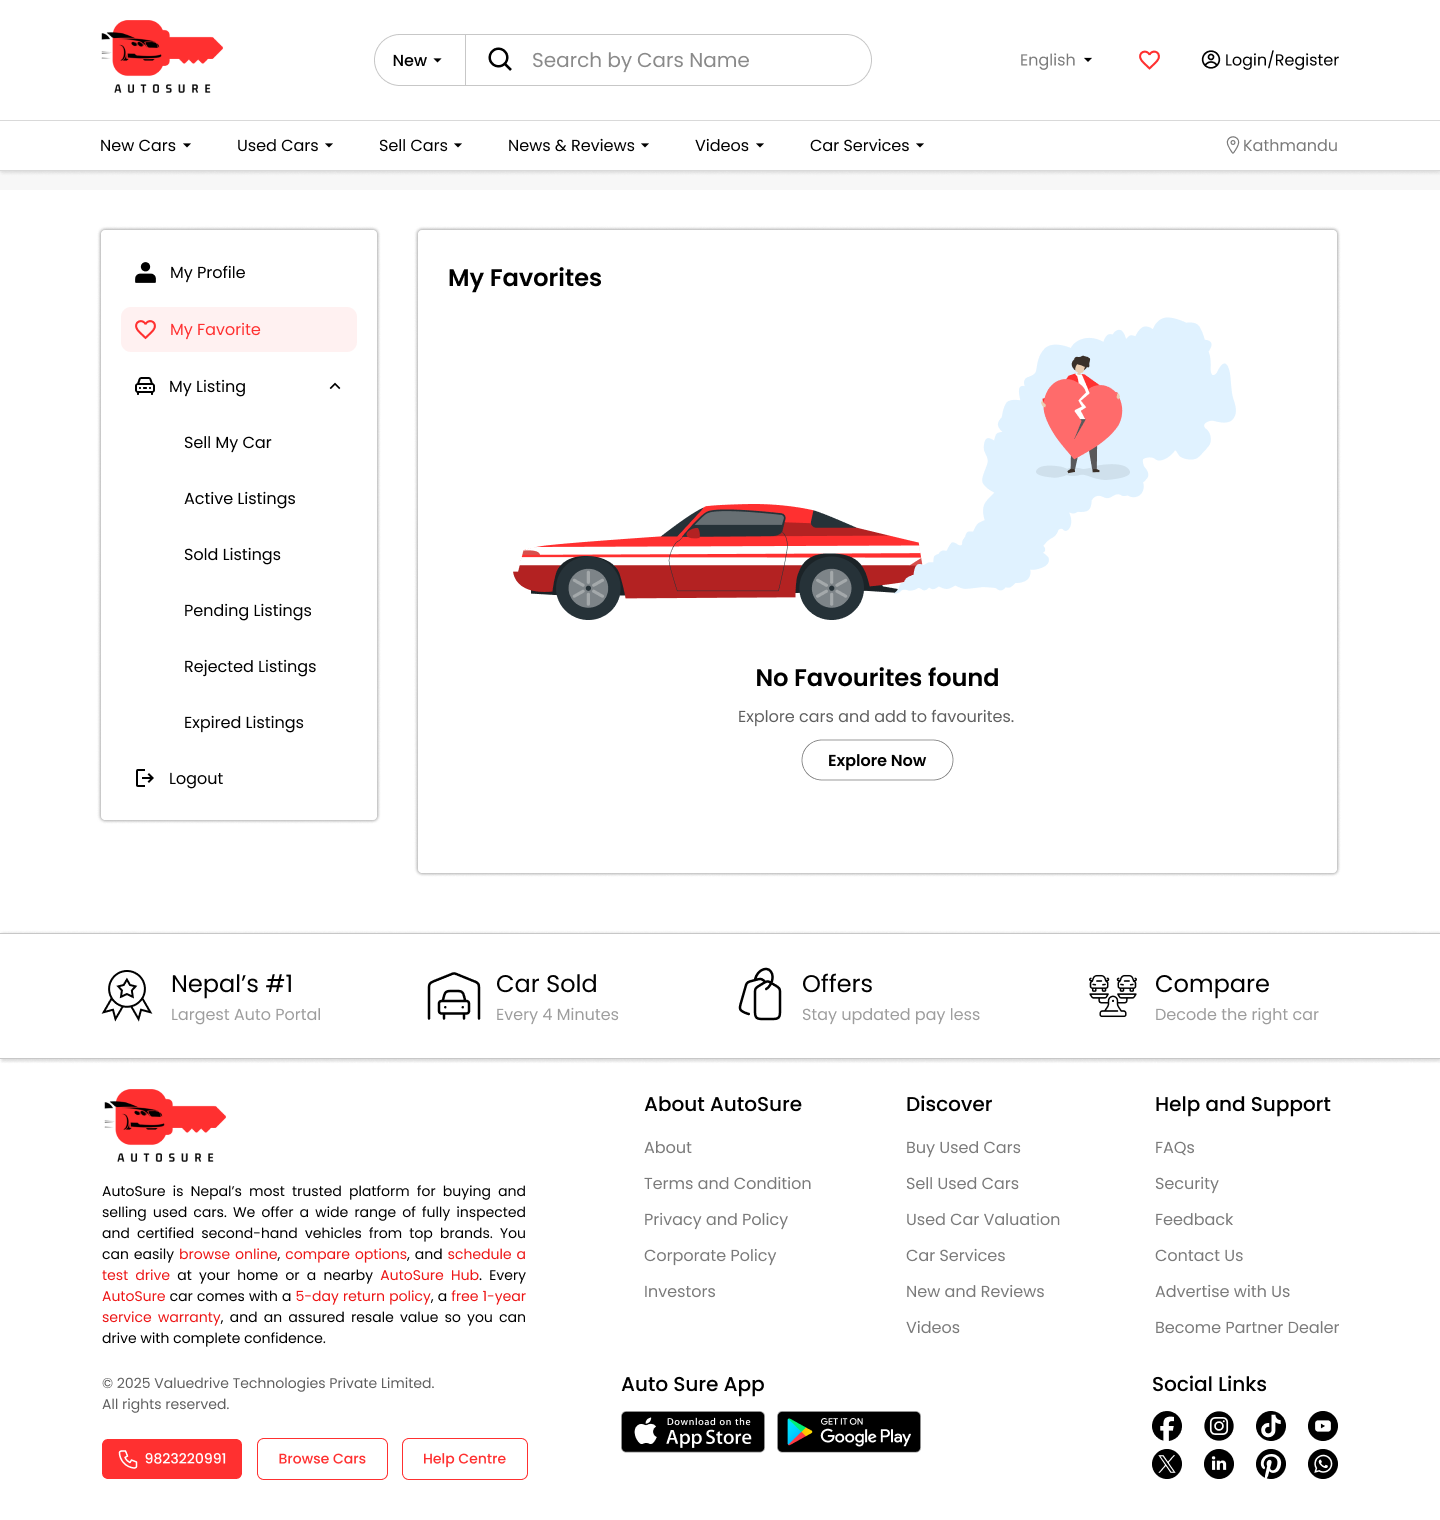 AUTOSURE
New
Search by Cars Name
English
Login/Register
New Cars
Used Cars
Sell Cars
News & Reviews
Videos
Car Services
Kathmandu
My Profile
My Favorite
My Listing
Sell My Car
Active Listings
Sold Listings
Pending Listings
Rejected Listings
Expired Listings
Logout
My Favorites
No Favourites found
Explore cars and add to favourites.
Explore Now
Nepal's #1
Largest Auto Portal
Car Sold
Every 4 Minutes
Offers
Stay updated pay less
Compare
Decode the right car
AUTOSURE
AutoSure is Nepal's most trusted platform for buying and
selling used cars. We offer a wide range of fully inspected
and certified second-hand vehicles from top brands. You
can easily browse online, compare options, and schedule a
test drive at your home or a nearby AutoSure Hub. Every
AutoSure car comes with a 5-day return policy, a free 1-year
service warranty, and an assured resale value so you can
drive with complete confidence.
© 2025 Valuedrive Technologies Private Limited.
All rights reserved.
9823220991
Browse Cars
Help Centre
About AutoSure
About
Terms and Condition
Privacy and Policy
Corporate Policy
Investors
Discover
Buy Used Cars
Sell Used Cars
Used Car Valuation
Car Services
New and Reviews
Videos
Help and Support
FAQs
Security
Feedback
Contact Us
Advertise with Us
Become Partner Dealer
Auto Sure App
Download on the
App Store
GET IT ON
Google Play
Social Links
in